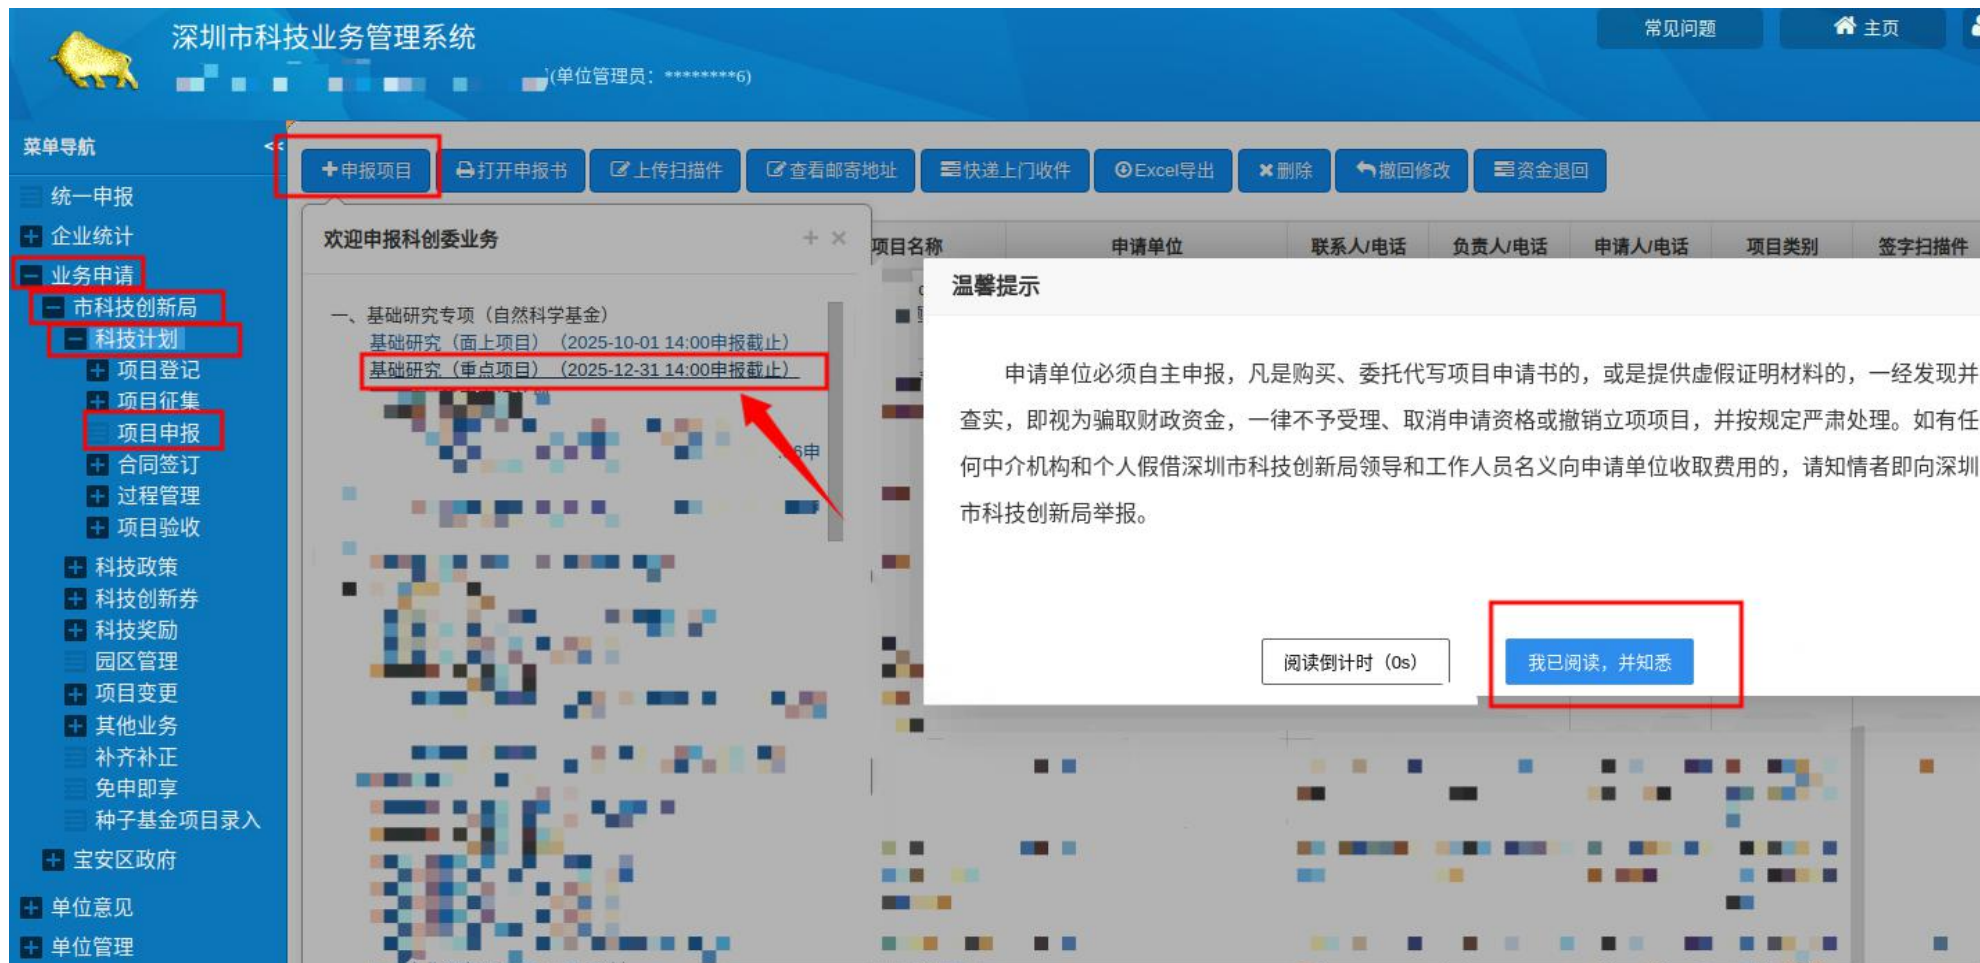 深圳市科技业务管理系统
(单位管理员：********6)
常见问题
主页
菜单导航 <<
统一申报
企业统计
业务申请
市科技创新局
科技计划
项目登记
项目征集
项目申报
合同签订
过程管理
项目验收
科技政策
科技创新券
科技奖励
园区管理
项目变更
其他业务
补齐补正
免申即享
种子基金项目录入
宝安区政府
单位意见
单位管理
申报项目 打开申报书 上传扫描件 查看邮寄地址 快递上门收件 Excel导出 删除 撤回修改 资金退回
欢迎申报科创委业务
一、基础研究专项（自然科学基金）
基础研究（面上项目）（2025-10-01 14:00申报截止）
基础研究（重点项目）（2025-12-31 14:00申报截止）
6申
项目名称 申请单位 联系人/电话 负责人/电话 申请人/电话 项目类别 签字扫描件
温馨提示
申请单位必须自主申报，凡是购买、委托代写项目申请书的，或是提供虚假证明材料的，一经发现并
查实，即视为骗取财政资金，一律不予受理、取消申请资格或撤销立项项目，并按规定严肃处理。如有任
何中介机构和个人假借深圳市科技创新局领导和工作人员名义向申请单位收取费用的，请知情者即向深圳
市科技创新局举报。
阅读倒计时（0s）
我已阅读，并知悉